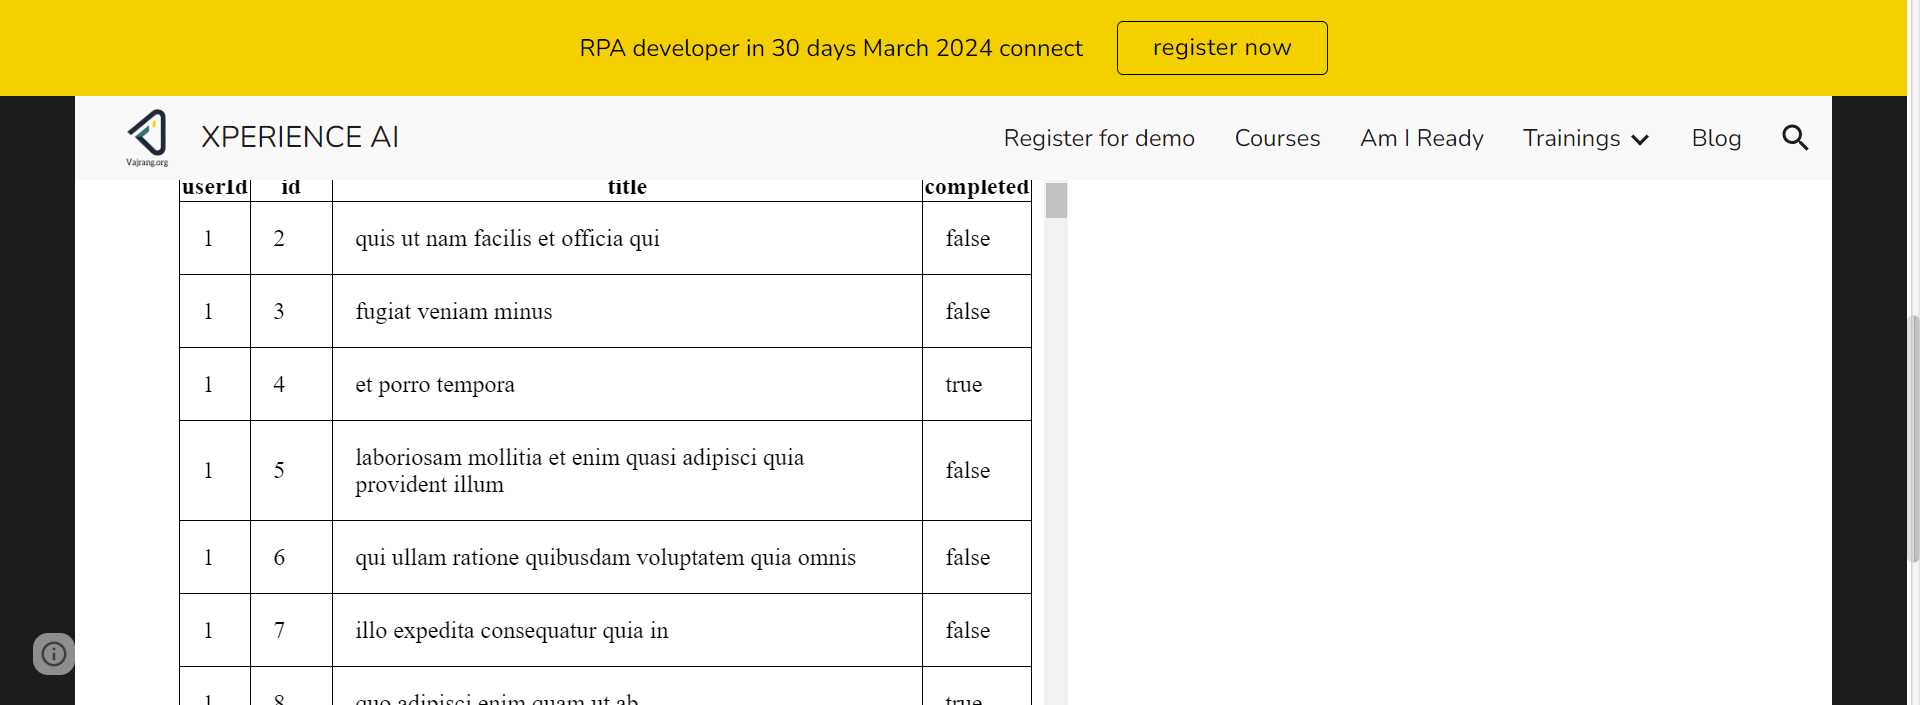 RPA developer in 30 days March 2024 connect register now
Vajrang.org
XPERIENCE AI Register for demo Courses Am I Ready Trainings Blog
userId id title completed
1 2 quis ut nam facilis et officia qui false
1 3 fugiat veniam minus false
1 4 et porro tempora true
laboriosam mollitia et enim quasi adipisci quia
1 5 false
provident illum
1 6 qui ullam ratione quibusdam voluptatem quia omnis false
1 7 illo expedita consequatur quia in false
1 8 quo adipisci enim quam ut ab true